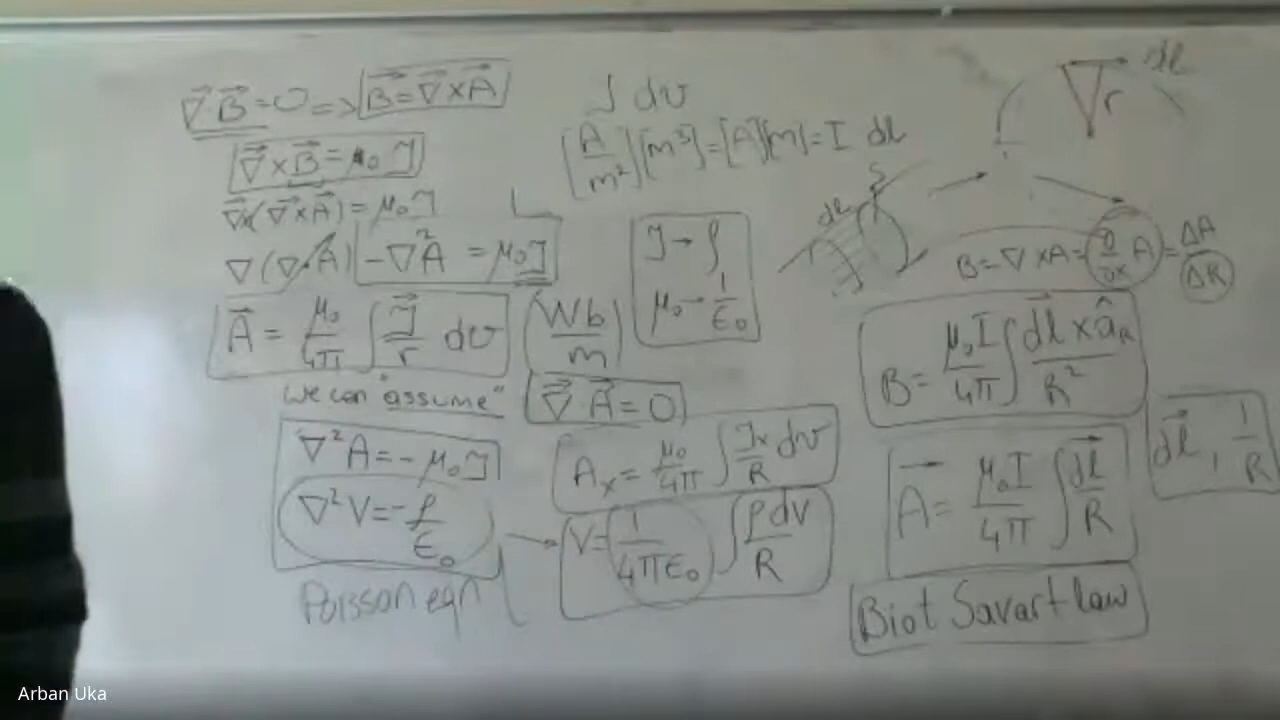 ∇⃗ B⃗ = 0 => B⃗ = ∇⃗ × A⃗
∇⃗ × B⃗ = μ₀ J
∇⃗ × (∇⃗ × A⃗) = μ₀ J
∇(∇·A) - ∇²A⃗ = μ₀ J
A⃗ = μ₀/4π ∫ J⃗/r dv (Wb/m)
we can "assume" ∇⃗ A⃗ = 0
∇²A = - μ₀ J
∇²V = - ρ/ε₀
Poisson eqn
∫ dv
[A/m²][m³] = [A][m] = I dl
J → ρ
μ₀ → 1/ε₀
Aₓ = μ₀/4π ∫ Jₓ/R dv
V = 1/4πε₀ ∫ ρdV/R
dl
r
dl
S
B = ∇ × A = (∂/∂x A) = ΔA/ΔR
B = μ₀I/4π ∫ dl⃗ × â_R/R²
A⃗ = μ₀I/4π ∫ dl⃗/R
dl⃗, 1/R
Biot Savart law
Arban Uka